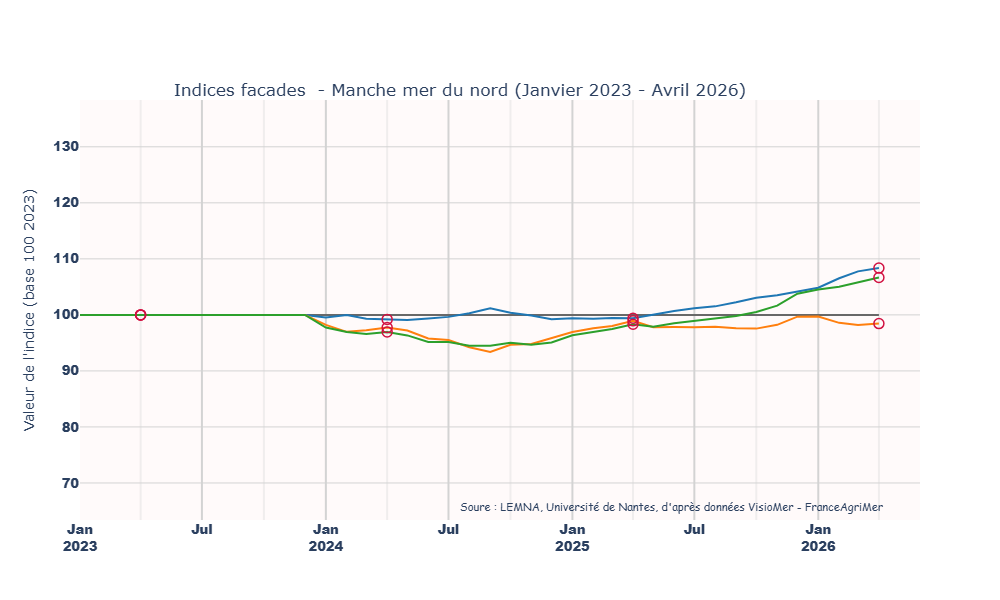 Indices facades  - Manche mer du nord (Janvier 2023 - Avril 2026)
Valeur de l'indice (base 100 2023)
130
120
110
100
90
80
70
Soure : LEMNA, Université de Nantes, d'après données VisioMer - FranceAgriMer
Jan Jul Jan Jul Jan Jul Jan
2023 2024 2025 2026